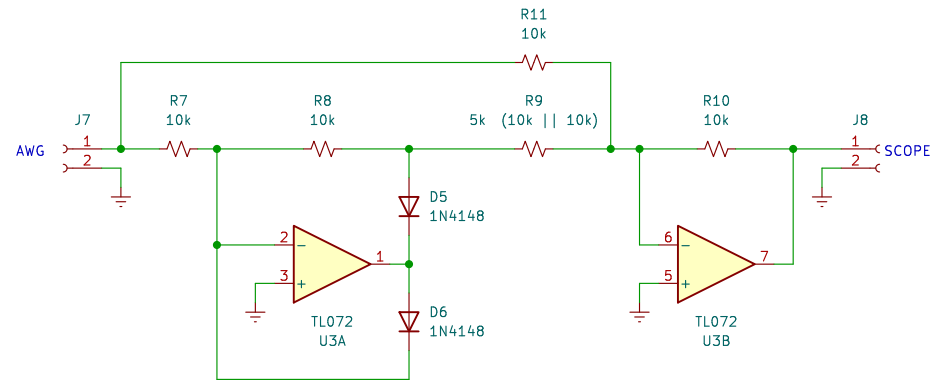 R11
10k
R7
10k
R8
10k
R9
5k (10k || 10k)
R10
10k
J7
J8
AWG
1
2
1
2
SCOPE
D5
1N4148
2
3
1
−
+
TL072
U3A
D6
1N4148
6
5
7
−
+
TL072
U3B